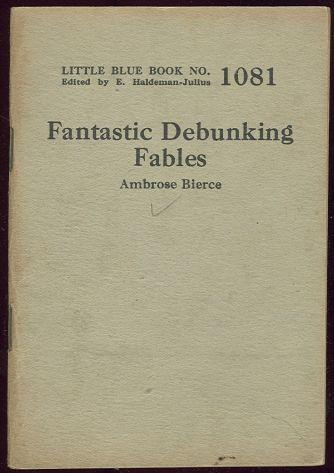 LITTLE BLUE BOOK NO. 1081
Edited by E. Haldeman-Julius
Fantastic Debunking
Fables
Ambrose Bierce